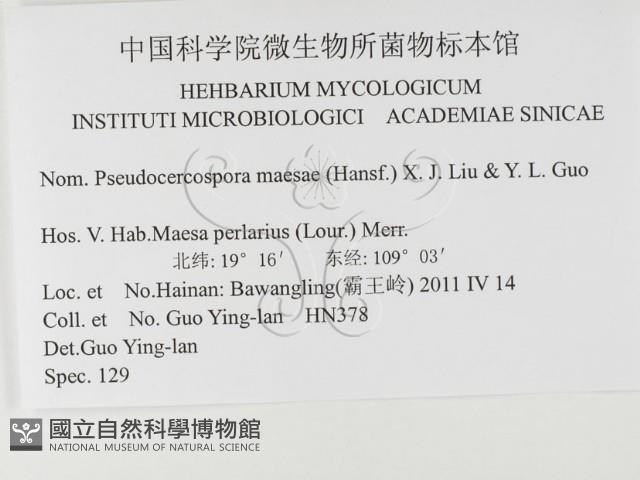 中国科学院微生物所菌物标本馆
HEHBARIUM MYCOLOGICUM
INSTITUTI MICROBIOLOGICI ACADEMIAE SINICAE
Nom. Pseudocercospora maesae (Hansf.) X. J. Liu & Y. L. Guo
Hos. V. Hab.Maesa perlarius (Lour.) Merr.
北纬: 19° 16′ 东经: 109° 03′
Loc. et No.Hainan: Bawangling(霸王岭) 2011 IV 14
Coll. et No. Guo Ying-lan HN378
Det.Guo Ying-lan
Spec. 129
國立自然科學博物館
NATIONAL MUSEUM OF NATURAL SCIENCE